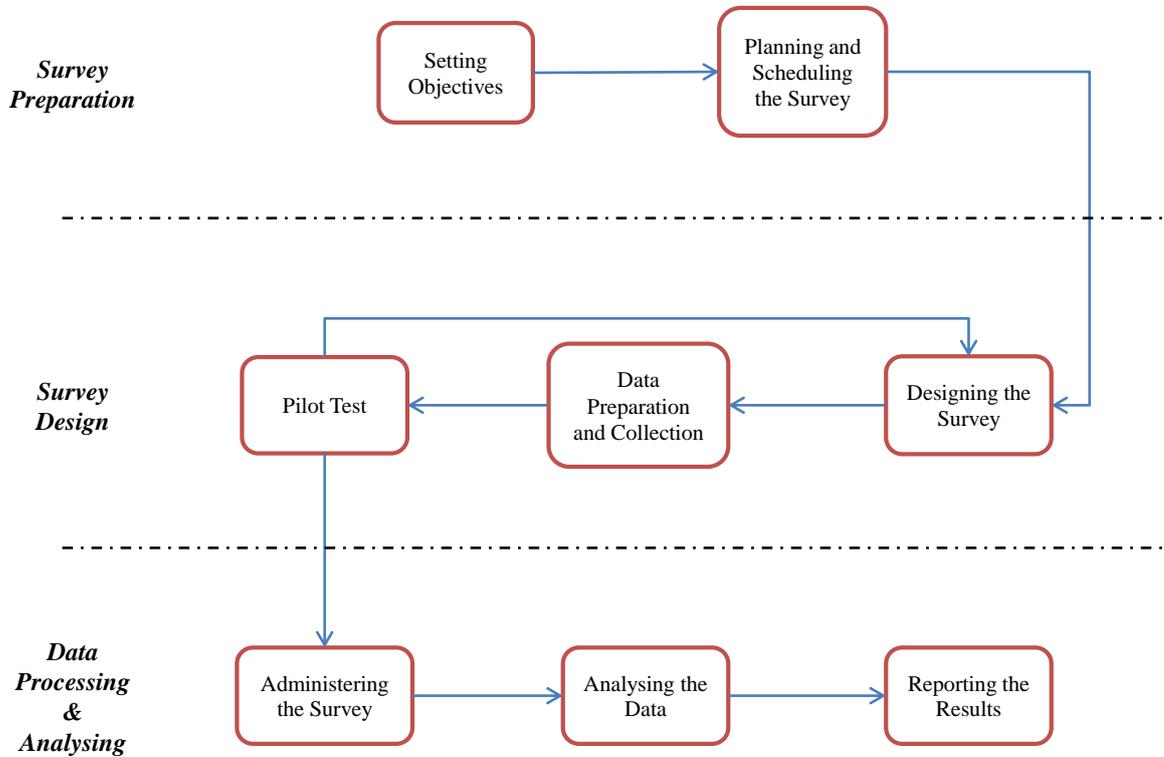 Survey
Preparation
Setting
Objectives
Planning and
Scheduling
the Survey
Survey
Design
Pilot Test
Data
Preparation
and Collection
Designing the
Survey
Data
Processing
&
Analysing
Administering
the Survey
Analysing the
Data
Reporting the
Results